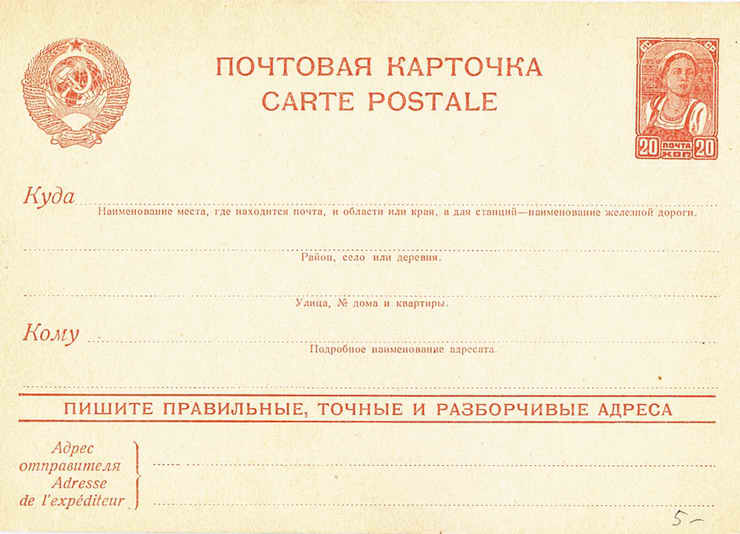 ПОЧТОВАЯ КАРТОЧКА
CARTE POSTALE
СССР
20 ПОЧТА 20
КОП
Куда
Наименование места, где находится почта, и области или края, а для станций—наименование железной дороги.
Район, село или деревня.
Улица, № дома и квартиры.
Кому
Подробное наименование адресата.
ПИШИТЕ ПРАВИЛЬНЫЕ, ТОЧНЫЕ И РАЗБОРЧИВЫЕ АДРЕСА
Адрес
отправителя
Adresse
de l'expéditeur
5-